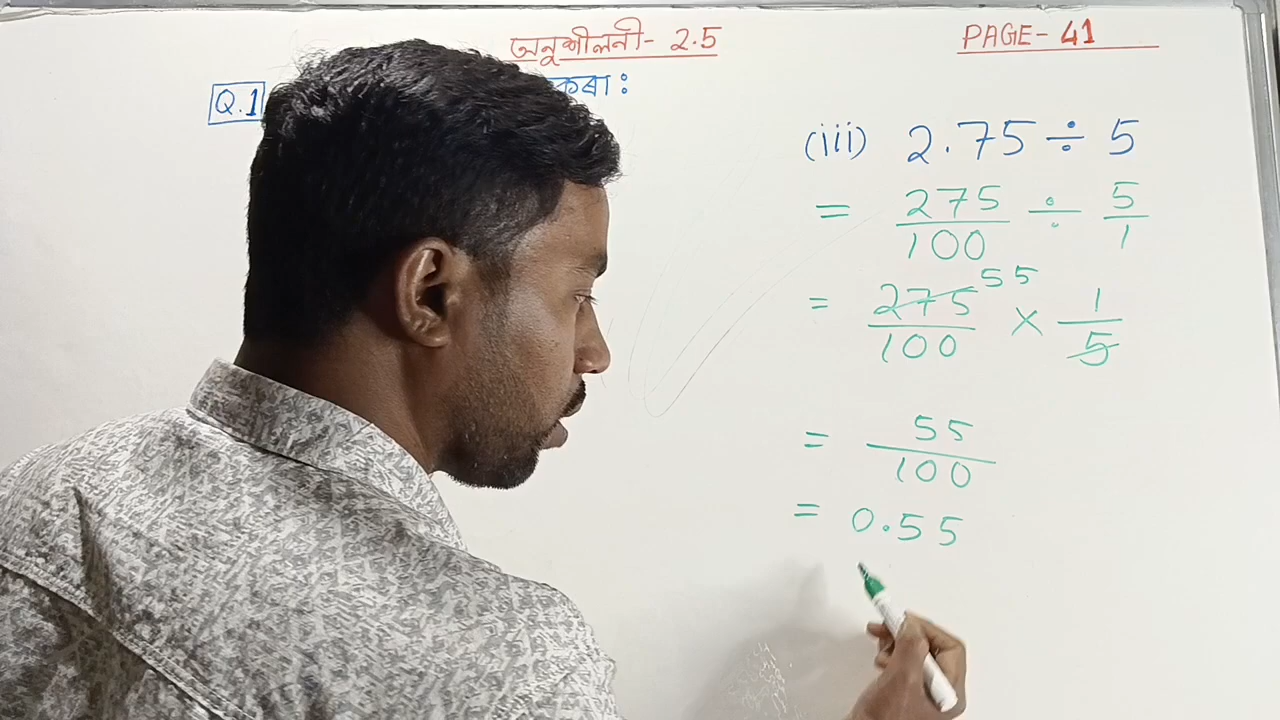 অনুশীলনী- 2.5
PAGE- 41
Q.1
কৰা :
(iii) 2.75 ÷ 5
= 275/100 ÷ 5/1
= 275/100 55 × 1/5
= 55/100
= 0.55